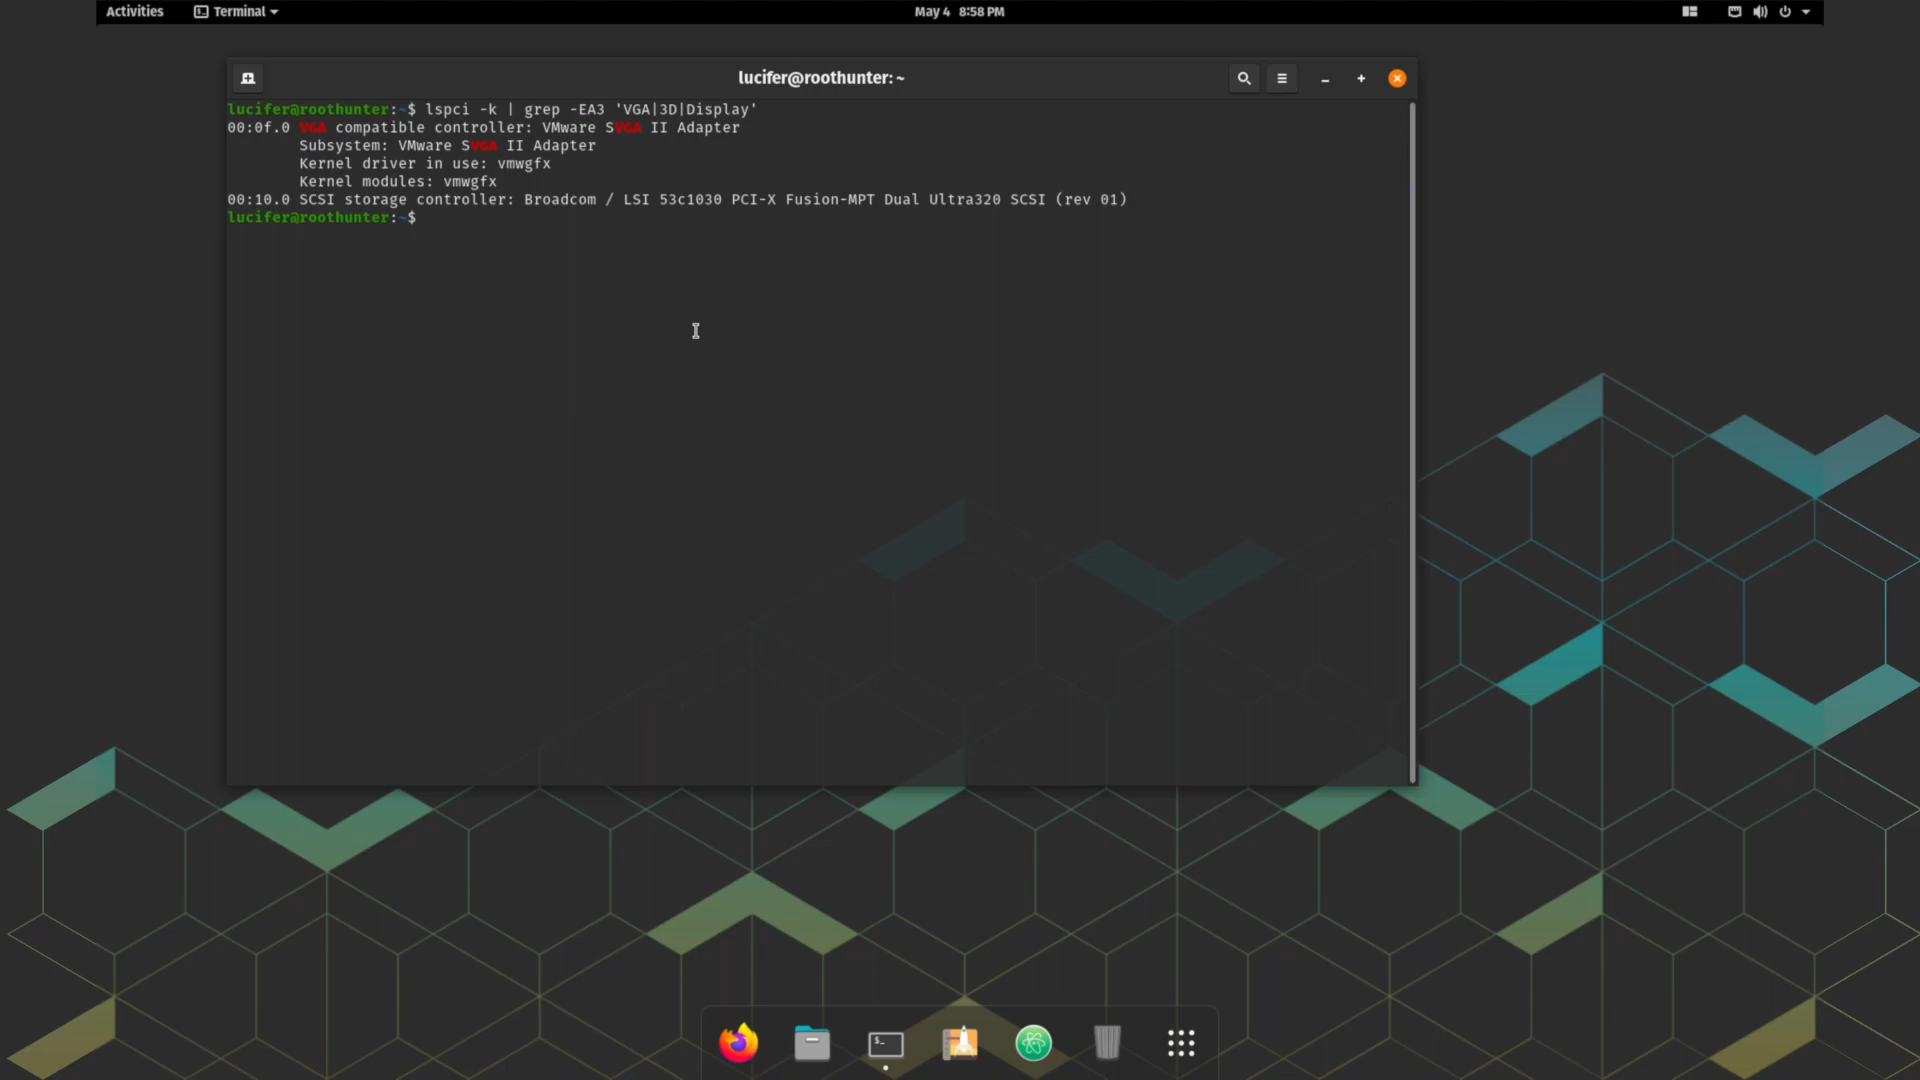 Activities Terminal May 4 8:58 PM
lucifer@roothunter: ~
lucifer@roothunter:~$ lspci -k | grep -EA3 'VGA|3D|Display'
00:0f.0 VGA compatible controller: VMware SVGA II Adapter
Subsystem: VMware SVGA II Adapter
Kernel driver in use: vmwgfx
Kernel modules: vmwgfx
00:10.0 SCSI storage controller: Broadcom / LSI 53c1030 PCI-X Fusion-MPT Dual Ultra320 SCSI (rev 01)
lucifer@roothunter:~$